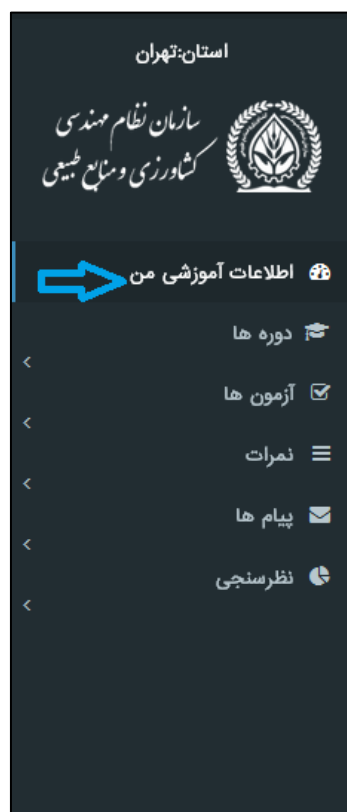 استان:تهران
سازمان نظام مهندسی
کشاورزی و منابع طبیعی
اطلاعات آموزشی من
دوره ها
آزمون ها
نمرات
پیام ها
نظرسنجی